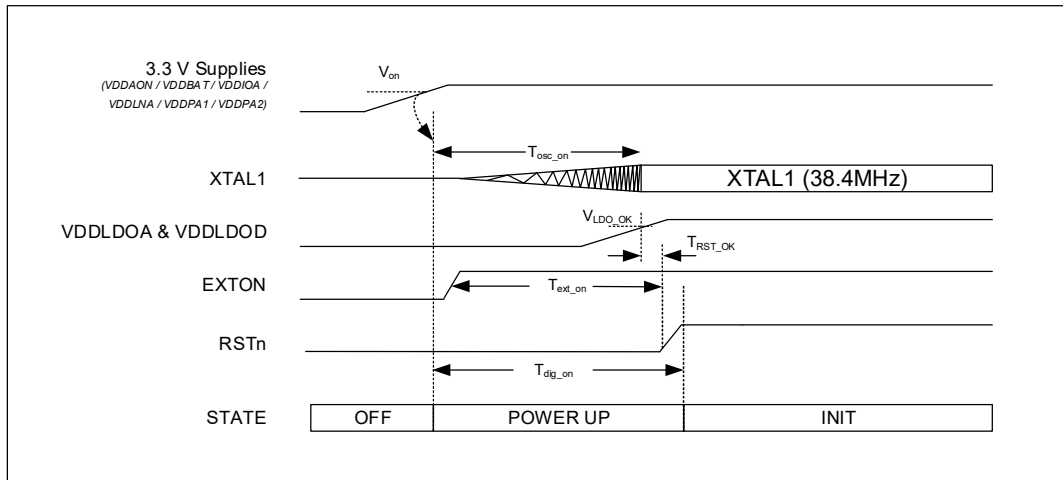 3.3 V Supplies
(VDDAON / VDDBAT / VDDIOA /
VDDLNA / VDDPA1 / VDDPA2)
Von
Tosc_on
XTAL1
XTAL1 (38.4MHz)
VLDO_OK
VDDLDOA & VDDLDOD
TRST_OK
EXTON
Text_on
RSTn
Tdig_on
STATE
OFF
POWER UP
INIT